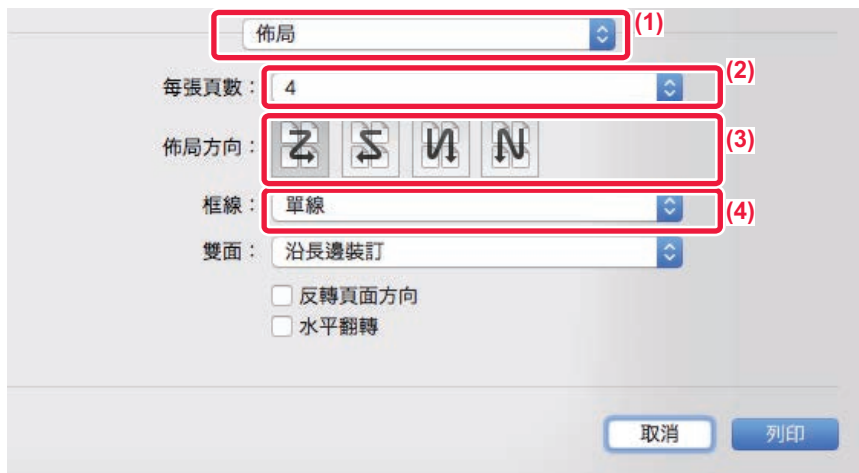 佈局
(1)
每張頁數：
4
(2)
佈局方向：
(3)
框線：
單線
(4)
雙面：
沿長邊裝訂
反轉頁面方向
水平翻轉
取消
列印